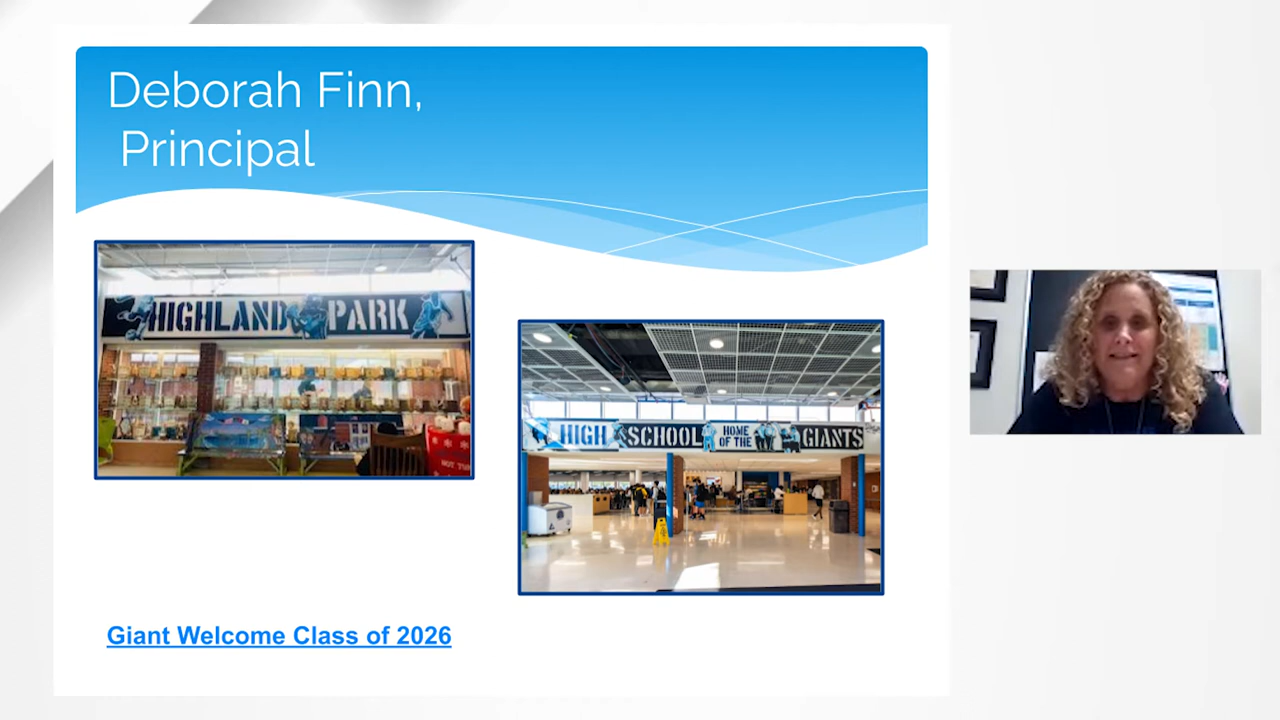 Deborah Finn,
Principal
HIGHLAND PARK
HIGH SCHOOL HOME OF THE GIANTS
Giant Welcome Class of 2026